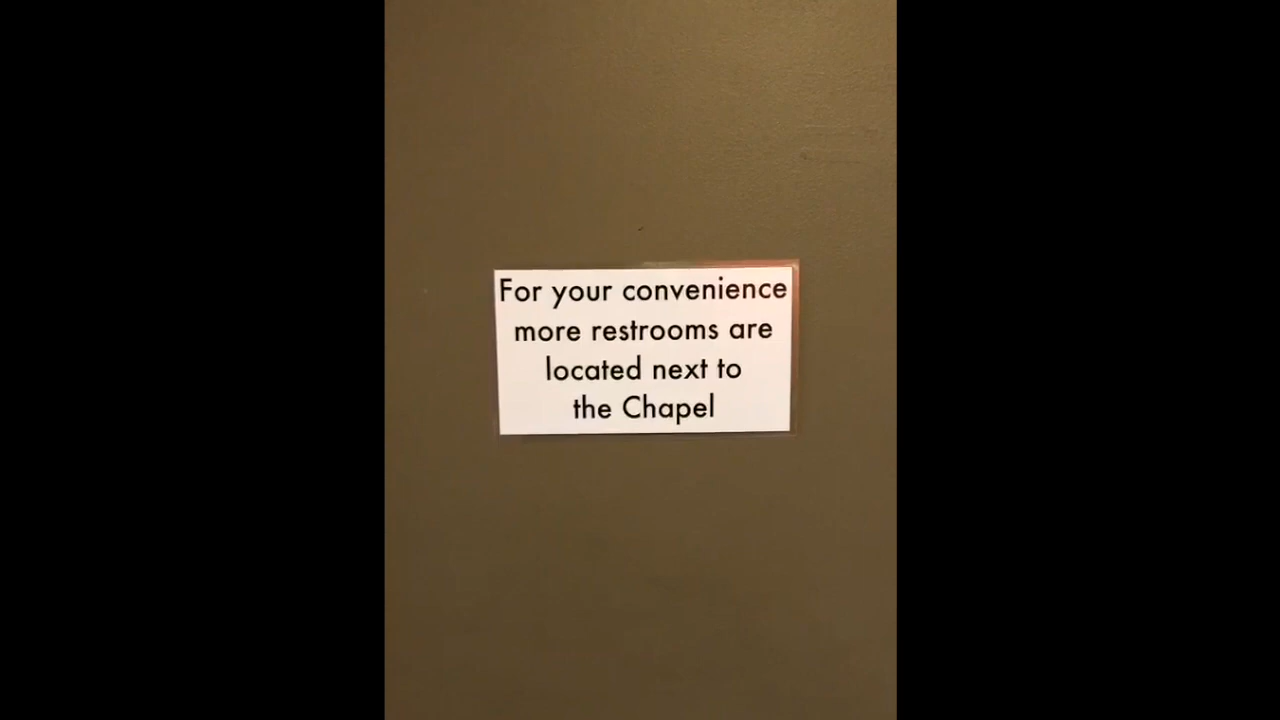 For your convenience
more restrooms are
located next to
the Chapel